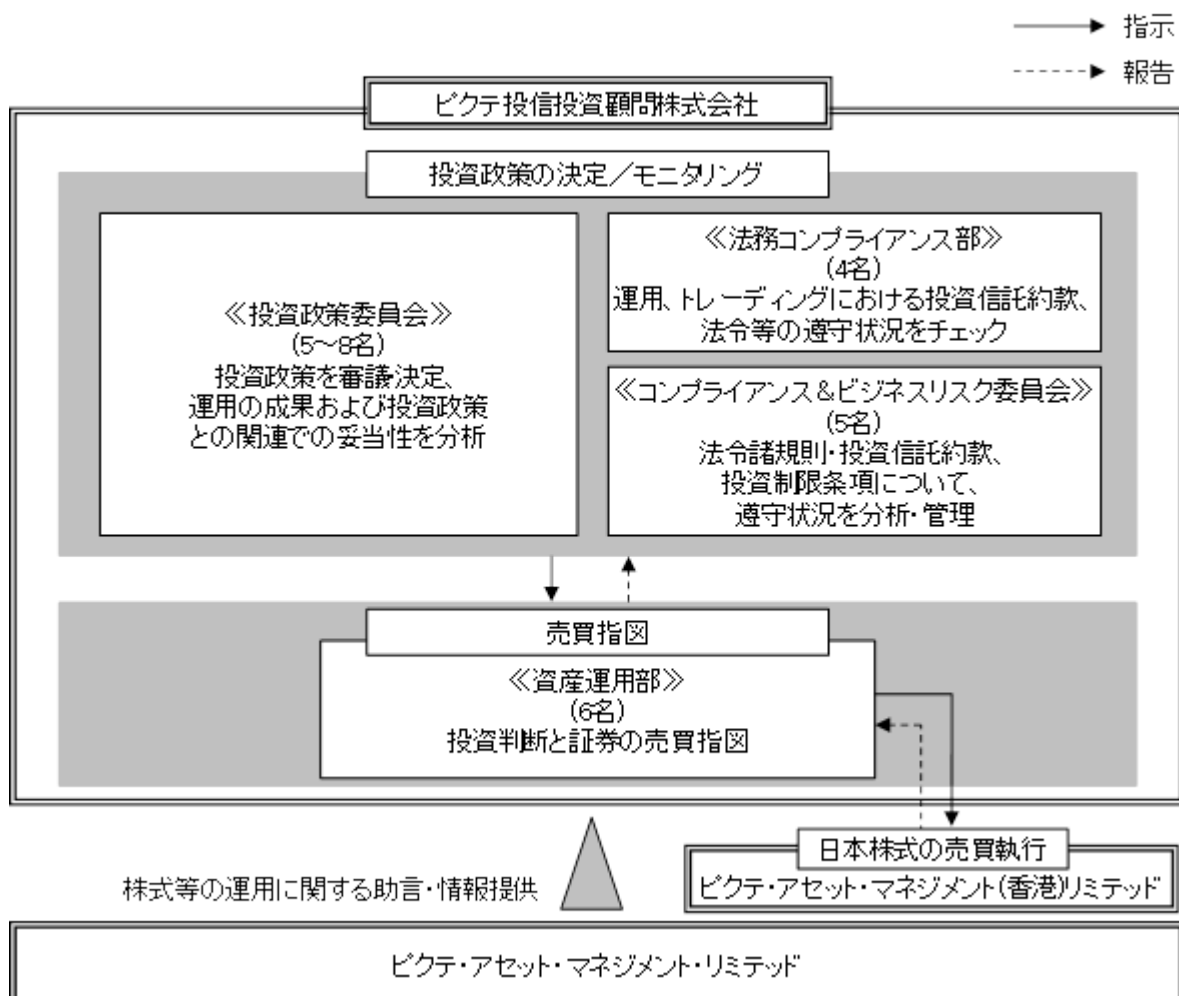 指示
報告
ピクテ投信投資顧問株式会社
投資政策の決定／モニタリング
≪投資政策委員会≫
(5～8名)
投資政策を審議・決定、
運用の成果および投資政策
との関連での妥当性を分析
≪法務コンプライアンス部≫
(4名)
運用、トレーディングにおける投資信託約款、
法令等の遵守状況をチェック
≪コンプライアンス＆ビジネスリスク委員会≫
(5名)
法令諸規則・投資信託約款、
投資制限条項について、
遵守状況を分析・管理
売買指図
≪資産運用部≫
(6名)
投資判断と証券の売買指図
日本株式の売買執行
ピクテ・アセット・マネジメント(香港)リミテッド
株式等の運用に関する助言・情報提供
ピクテ・アセット・マネジメント・リミテッド